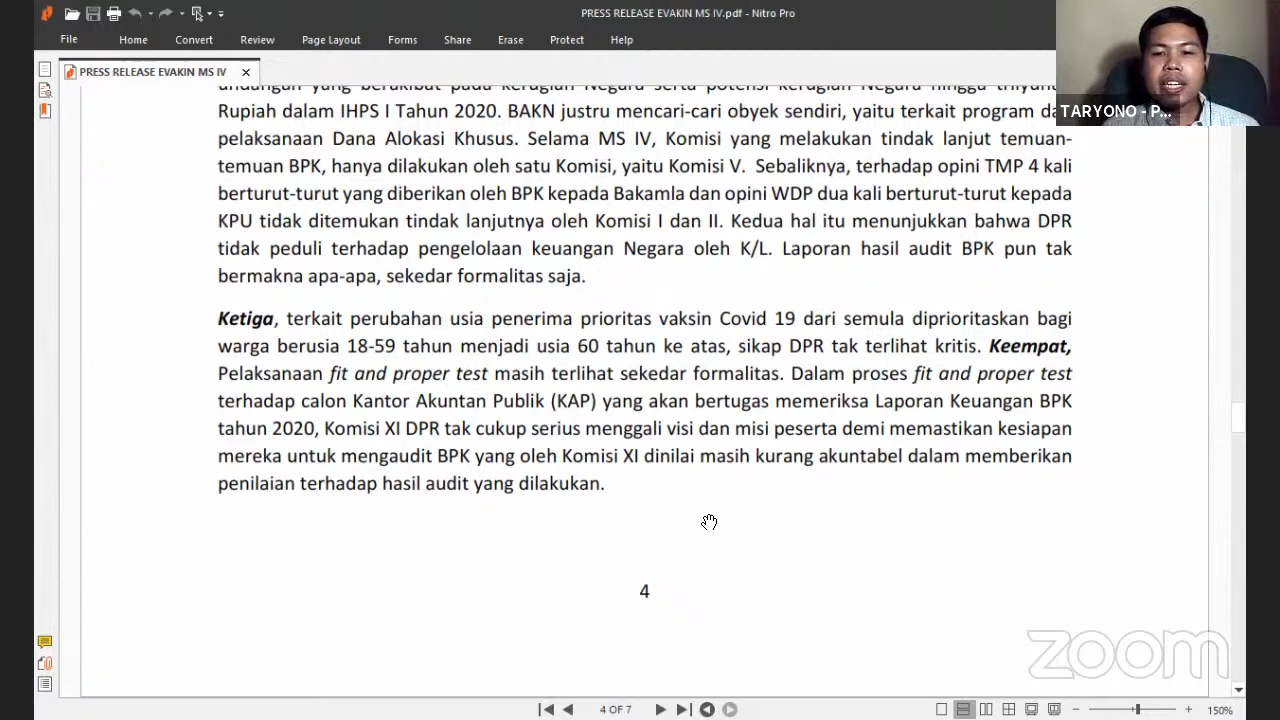 PRESS RELEASE EVAKIN MS IV.pdf - Nitro Pro
File Home Convert Review Page Layout Forms Share Erase Protect Help
PRESS RELEASE EVAKIN MS IV
TARYONO - P...
undangan yang berakibat pada kerugian Negara serta potensi kerugian Negara hingga
Rupiah dalam IHPS I Tahun 2020. BAKN justru mencari-cari obyek sendiri, yaitu terkait program
pelaksanaan Dana Alokasi Khusus. Selama MS IV, Komisi yang melakukan tindak lanjut temuan-
temuan BPK, hanya dilakukan oleh satu Komisi, yaitu Komisi V. Sebaliknya, terhadap opini TMP 4 kali
berturut-turut yang diberikan oleh BPK kepada Bakamla dan opini WDP dua kali berturut-turut kepada
KPU tidak ditemukan tindak lanjutnya oleh Komisi I dan II. Kedua hal itu menunjukkan bahwa DPR
tidak peduli terhadap pengelolaan keuangan Negara oleh K/L. Laporan hasil audit BPK pun tak
bermakna apa-apa, sekedar formalitas saja.
Ketiga, terkait perubahan usia penerima prioritas vaksin Covid 19 dari semula diprioritaskan bagi
warga berusia 18-59 tahun menjadi usia 60 tahun ke atas, sikap DPR tak terlihat kritis. Keempat,
Pelaksanaan fit and proper test masih terlihat sekedar formalitas. Dalam proses fit and proper test
terhadap calon Kantor Akuntan Publik (KAP) yang akan bertugas memeriksa Laporan Keuangan BPK
tahun 2020, Komisi XI DPR tak cukup serius menggali visi dan misi peserta demi memastikan kesiapan
mereka untuk mengaudit BPK yang oleh Komisi XI dinilai masih kurang akuntabel dalam memberikan
penilaian terhadap hasil audit yang dilakukan.
4
zoom
4 OF 7
150%